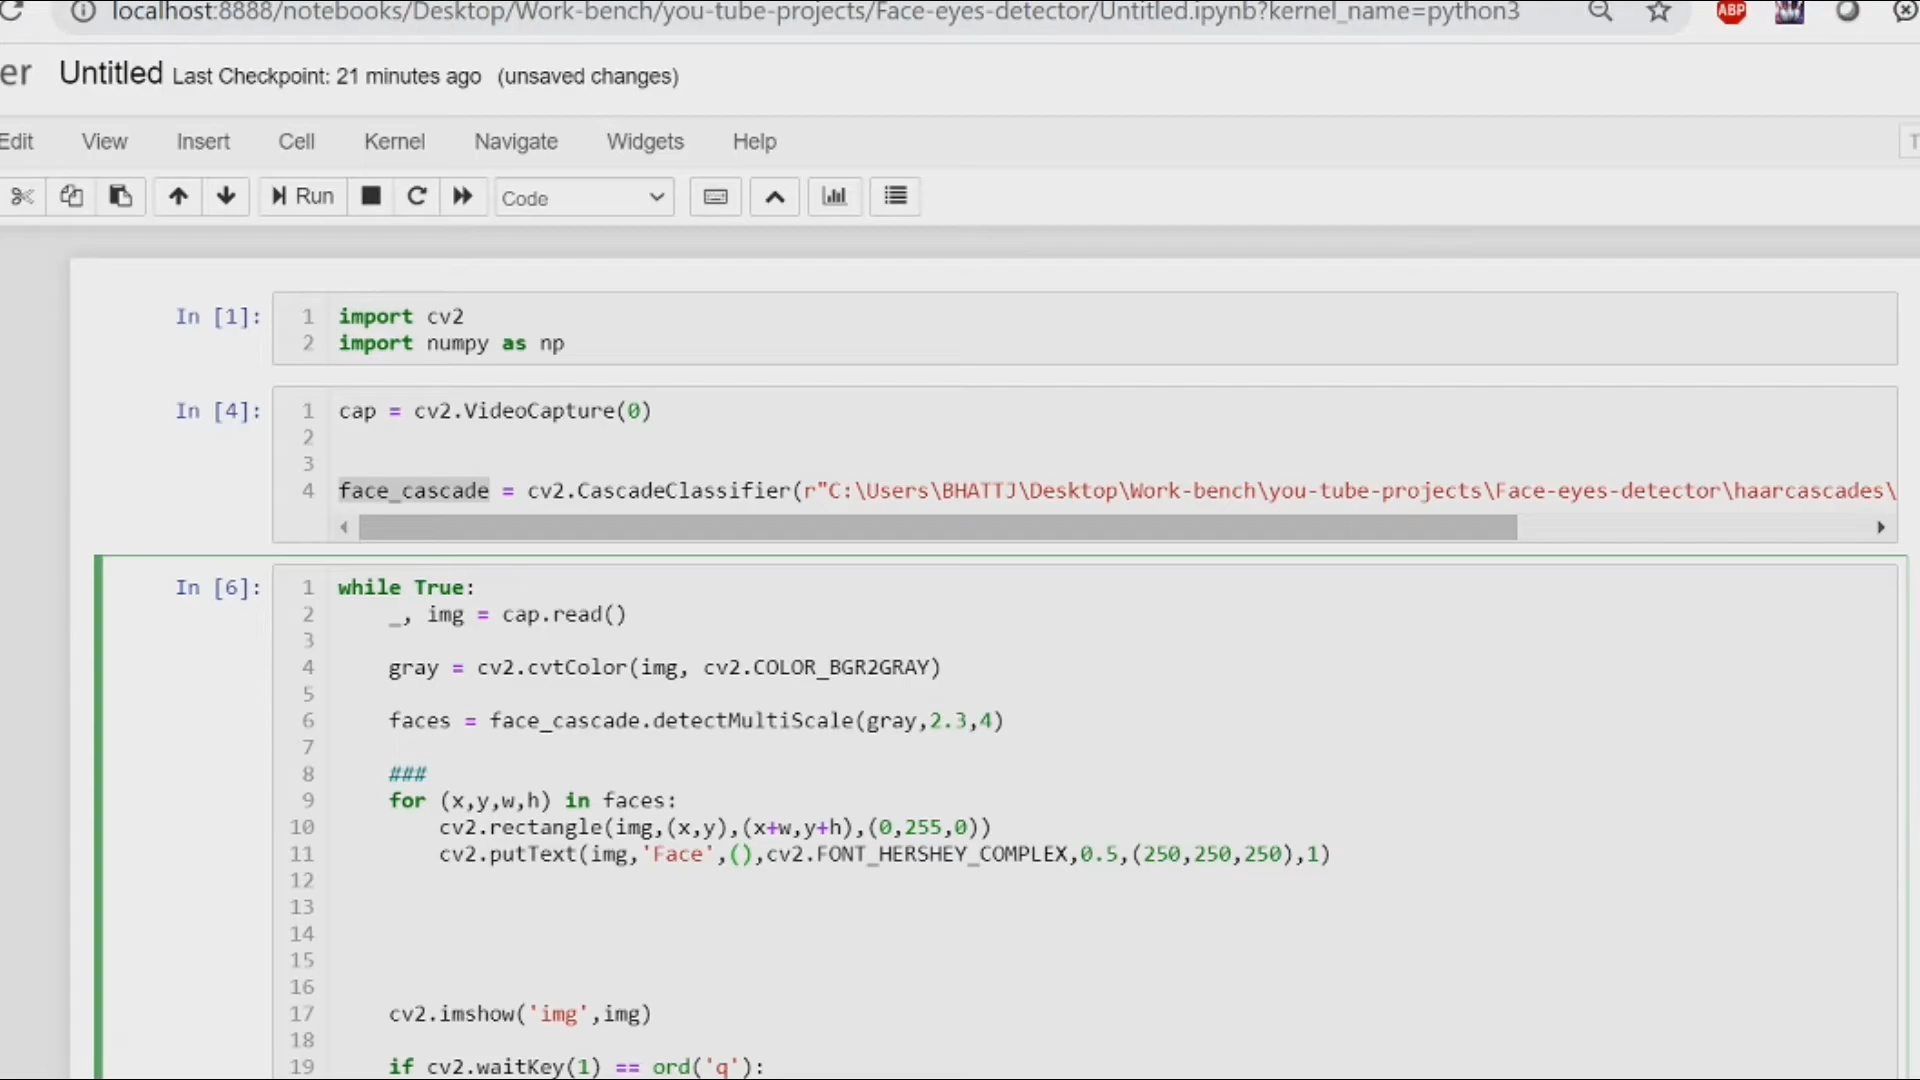 localhost:8888/notebooks/Desktop/Work-bench/you-tube-projects/Face-eyes-detector/Untitled.ipynb?kernel_name=python3
ABP
er Untitled Last Checkpoint: 21 minutes ago (unsaved changes)
Edit View Insert Cell Kernel Navigate Widgets Help T
Run Code
In [1]:
1 import cv2
2 import numpy as np
In [4]:
1 cap = cv2.VideoCapture(0)
2
3
4 face_cascade = cv2.CascadeClassifier(r"C:\Users\BHATTJ\Desktop\Work-bench\you-tube-projects\Face-eyes-detector\haarcascades\
In [6]:
1 while True:
2 _, img = cap.read()
3
4 gray = cv2.cvtColor(img, cv2.COLOR_BGR2GRAY)
5
6 faces = face_cascade.detectMultiScale(gray,2.3,4)
7
8 ###
9 for (x,y,w,h) in faces:
10 cv2.rectangle(img,(x,y),(x+w,y+h),(0,255,0))
11 cv2.putText(img,'Face',(),cv2.FONT_HERSHEY_COMPLEX,0.5,(250,250,250),1)
12
13
14
15
16
17 cv2.imshow('img',img)
18
19 if cv2.waitKey(1) == ord('q'):